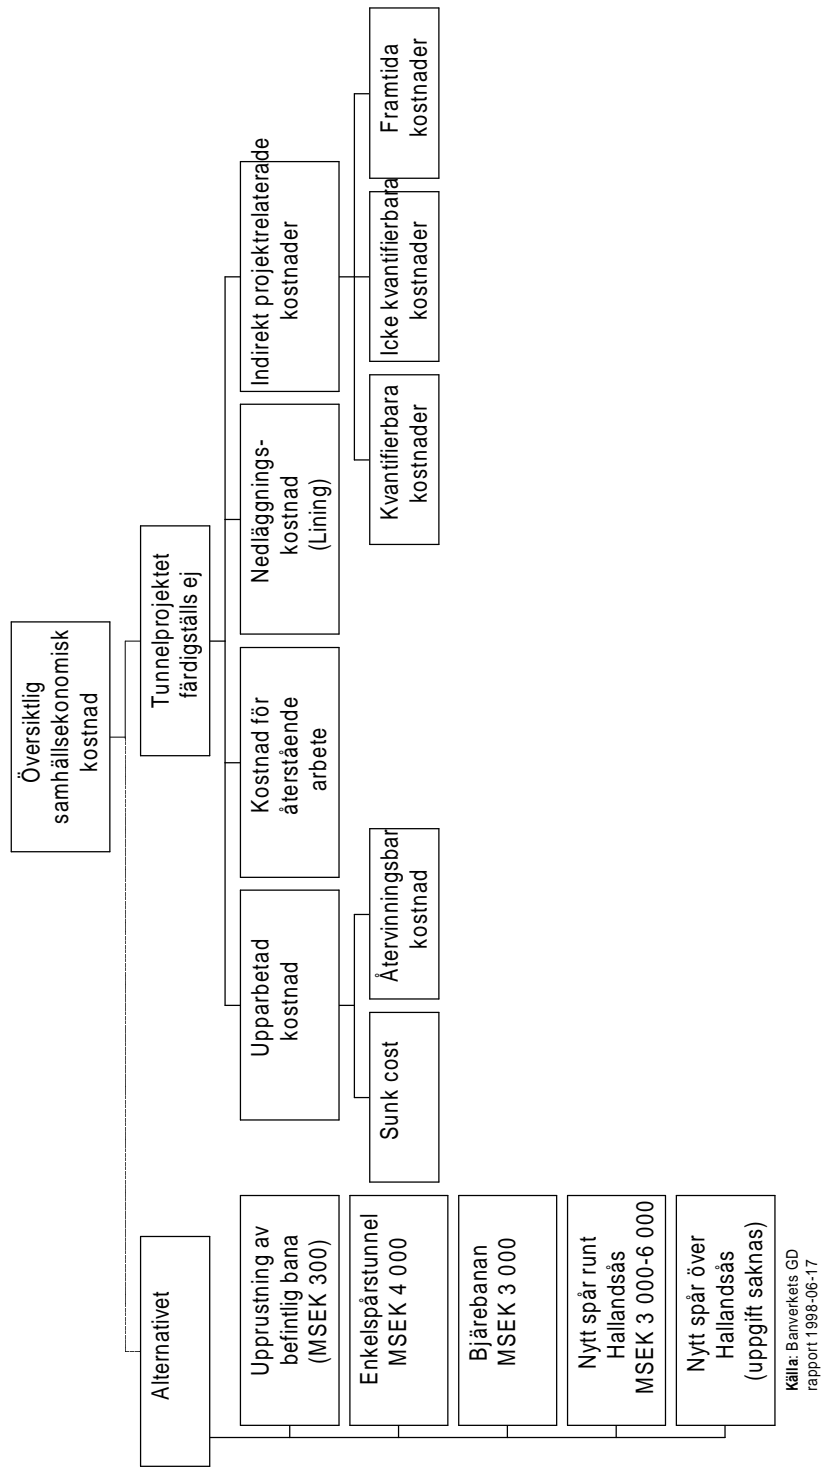 Översiktlig
samhällsekonomisk
kostnad
Alternativet
Tunnelprojektet
färdigställs ej
Upprustning av
befintlig bana
(MSEK 300)
Enkelspårstunnel
MSEK 4 000
Bjärebanan
MSEK 3 000
Nytt spår runt
Hallandsås
MSEK 3 000-6 000
Nytt spår över
Hallandsås
(uppgift saknas)
Upparbetad
kostnad
Kostnad för
återstående
arbete
Nedläggnings-
kostnad
(Lining)
Indirekt projektrelaterade
kostnader
Sunk cost
Återvinningsbar
kostnad
Kvantifierbara
kostnader
Icke kvantifierbara
kostnader
Framtida
kostnader
Källa: Banverkets GD
rapport 1998-06-17